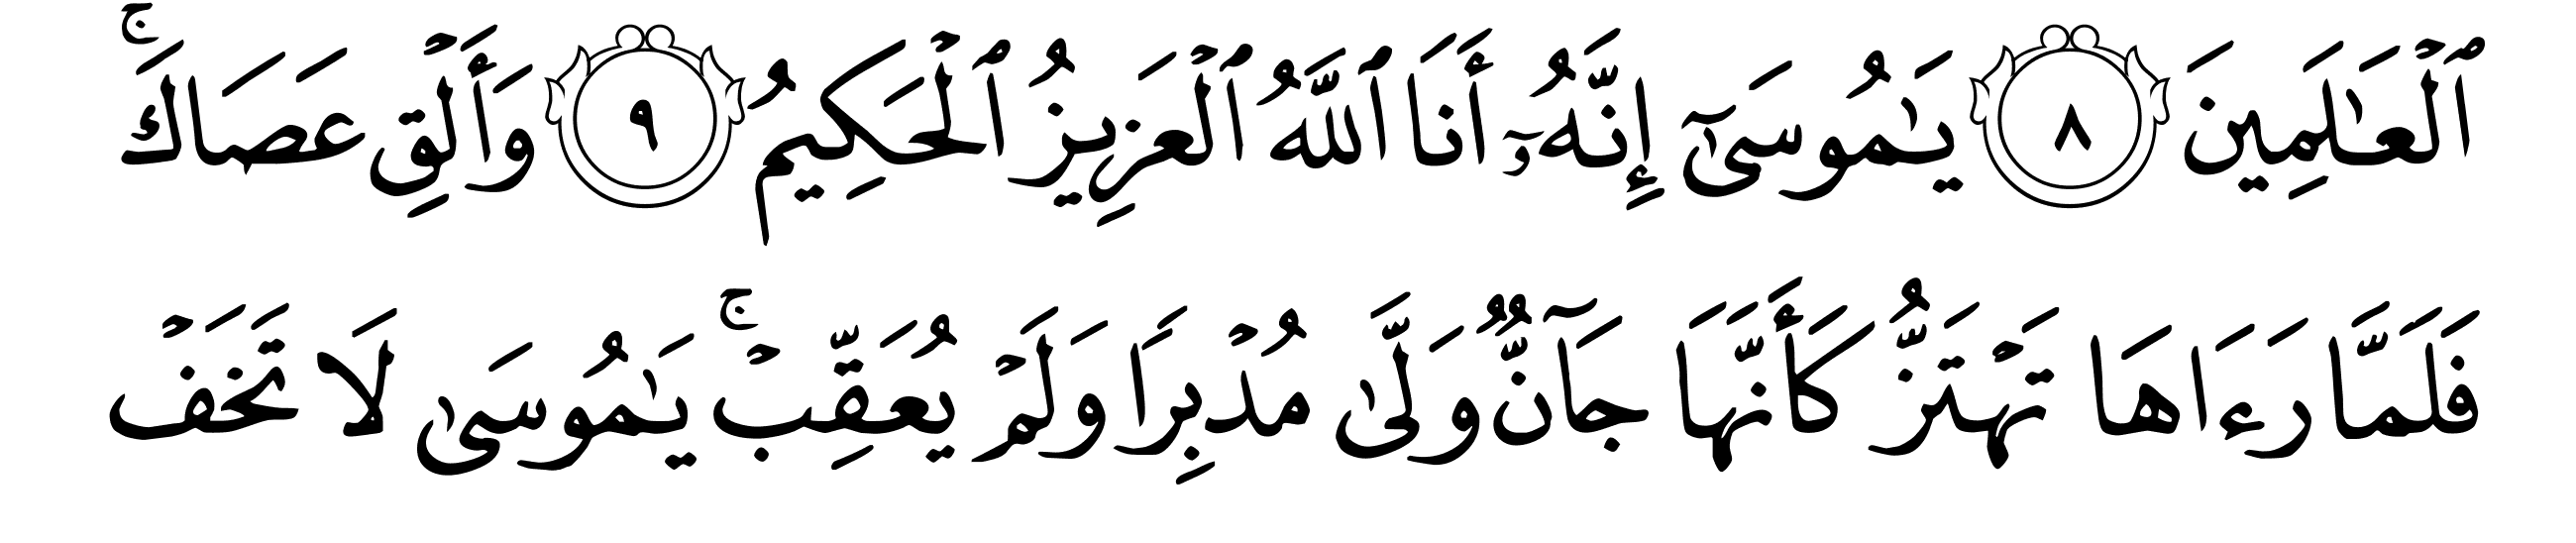 ٱلۡعَٰلَمِينَ ٨ يَٰمُوسَىٰٓ إِنَّهُۥٓ أَنَا ٱللَّهُ ٱلۡعَزِيزُ ٱلۡحَكِيمُ ٩ وَأَلۡقِ عَصَاكَۚ
فَلَمَّا رَءَاهَا تَهۡتَزُّ كَأَنَّهَا جَآنّٞ وَلَّىٰ مُدۡبِرٗا وَلَمۡ يُعَقِّبۡۚ يَٰمُوسَىٰ لَا تَخَفۡ